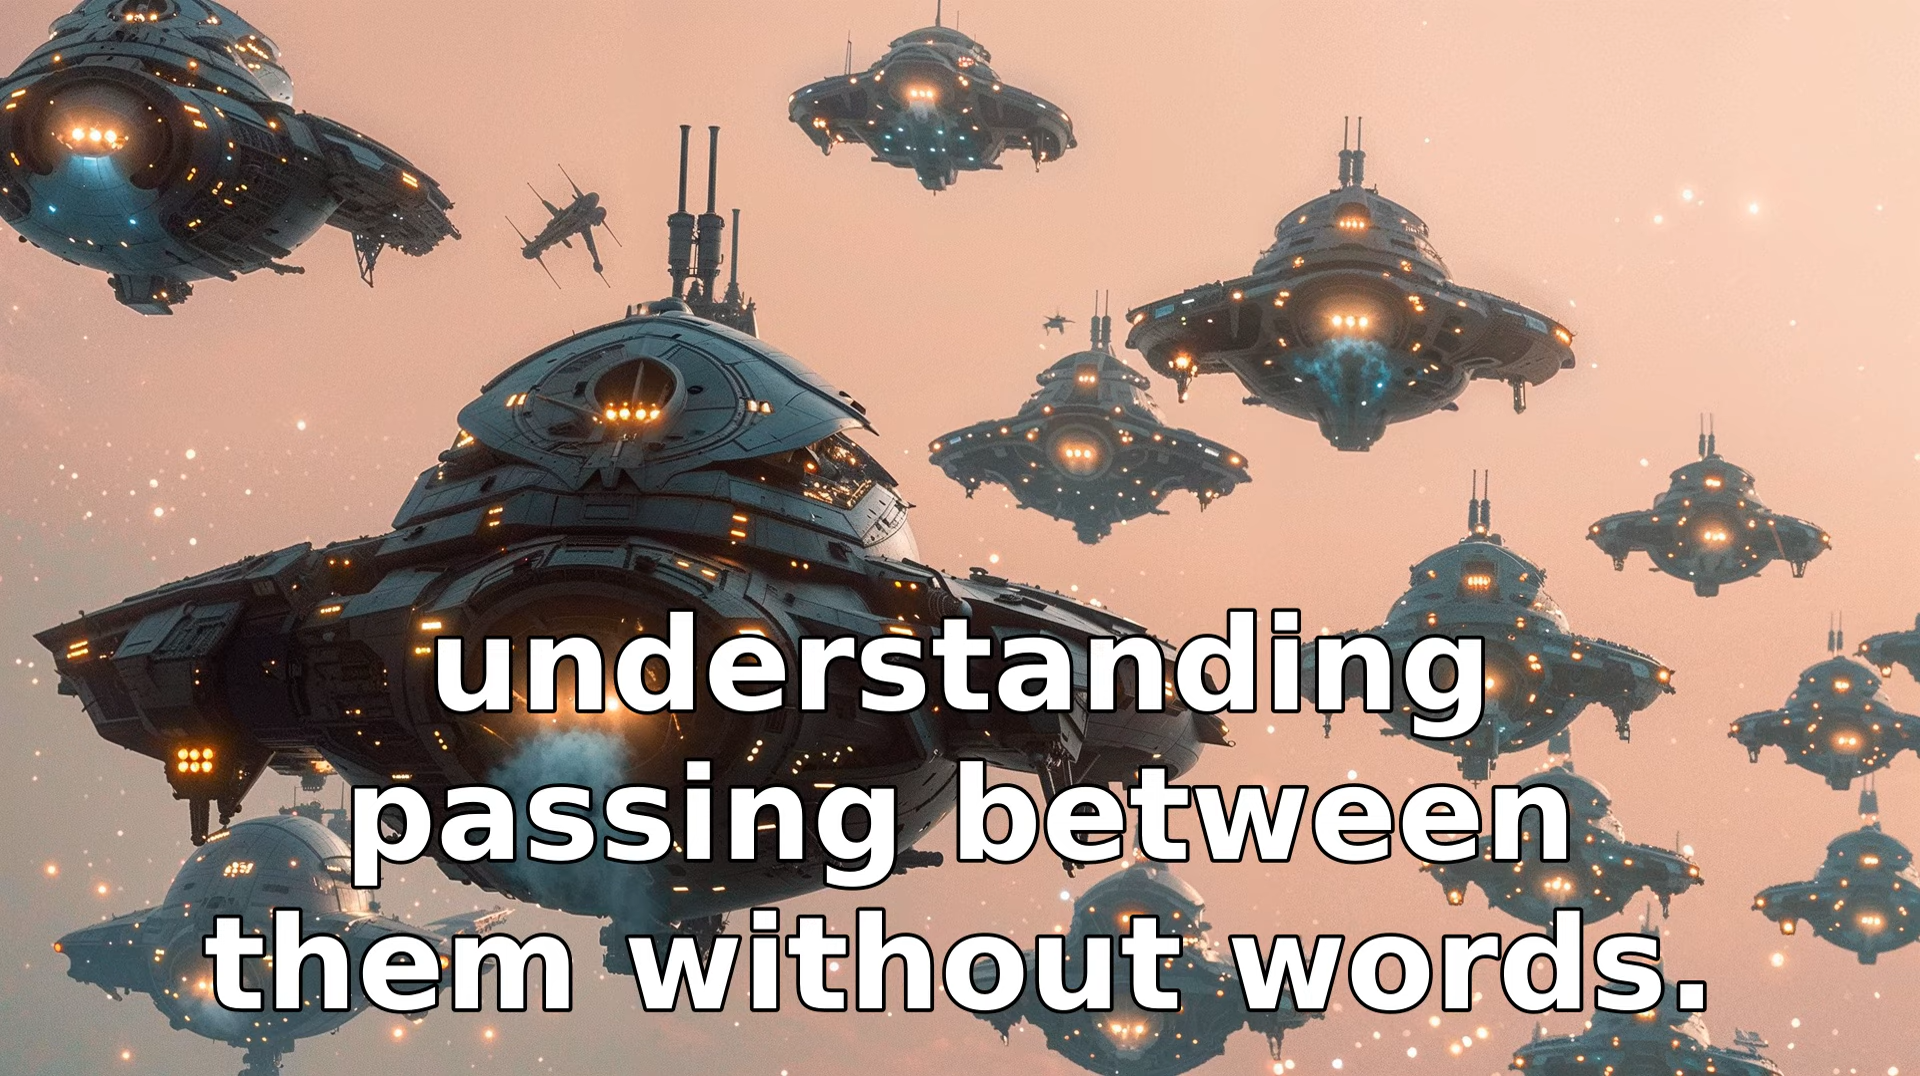 understanding
passing between
them without words.